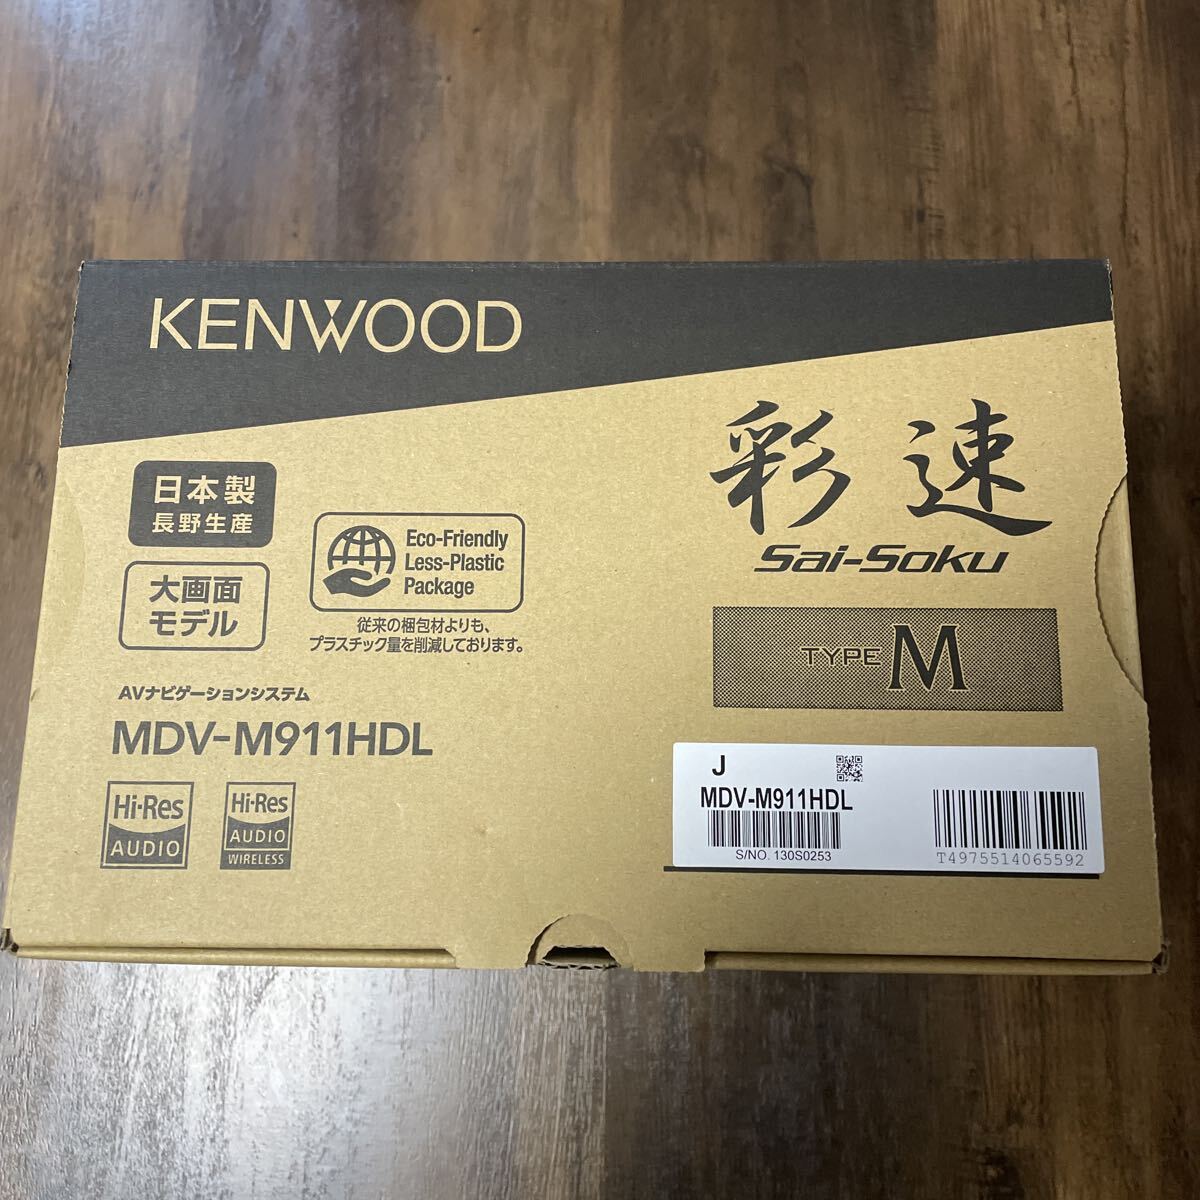 KENWOOD
日本製
長野生産
大画面
モデル
Eco-Friendly
Less-Plastic
Package
従来の梱包材よりも、
プラスチック量を削減しております。
彩速
Sai-Soku
TYPE M
AVナビゲーションシステム
MDV-M911HDL
Hi-Res
AUDIO
Hi-Res
AUDIO
WIRELESS
J
MDV-M911HDL
S/NO. 130S0253
T4975514065592